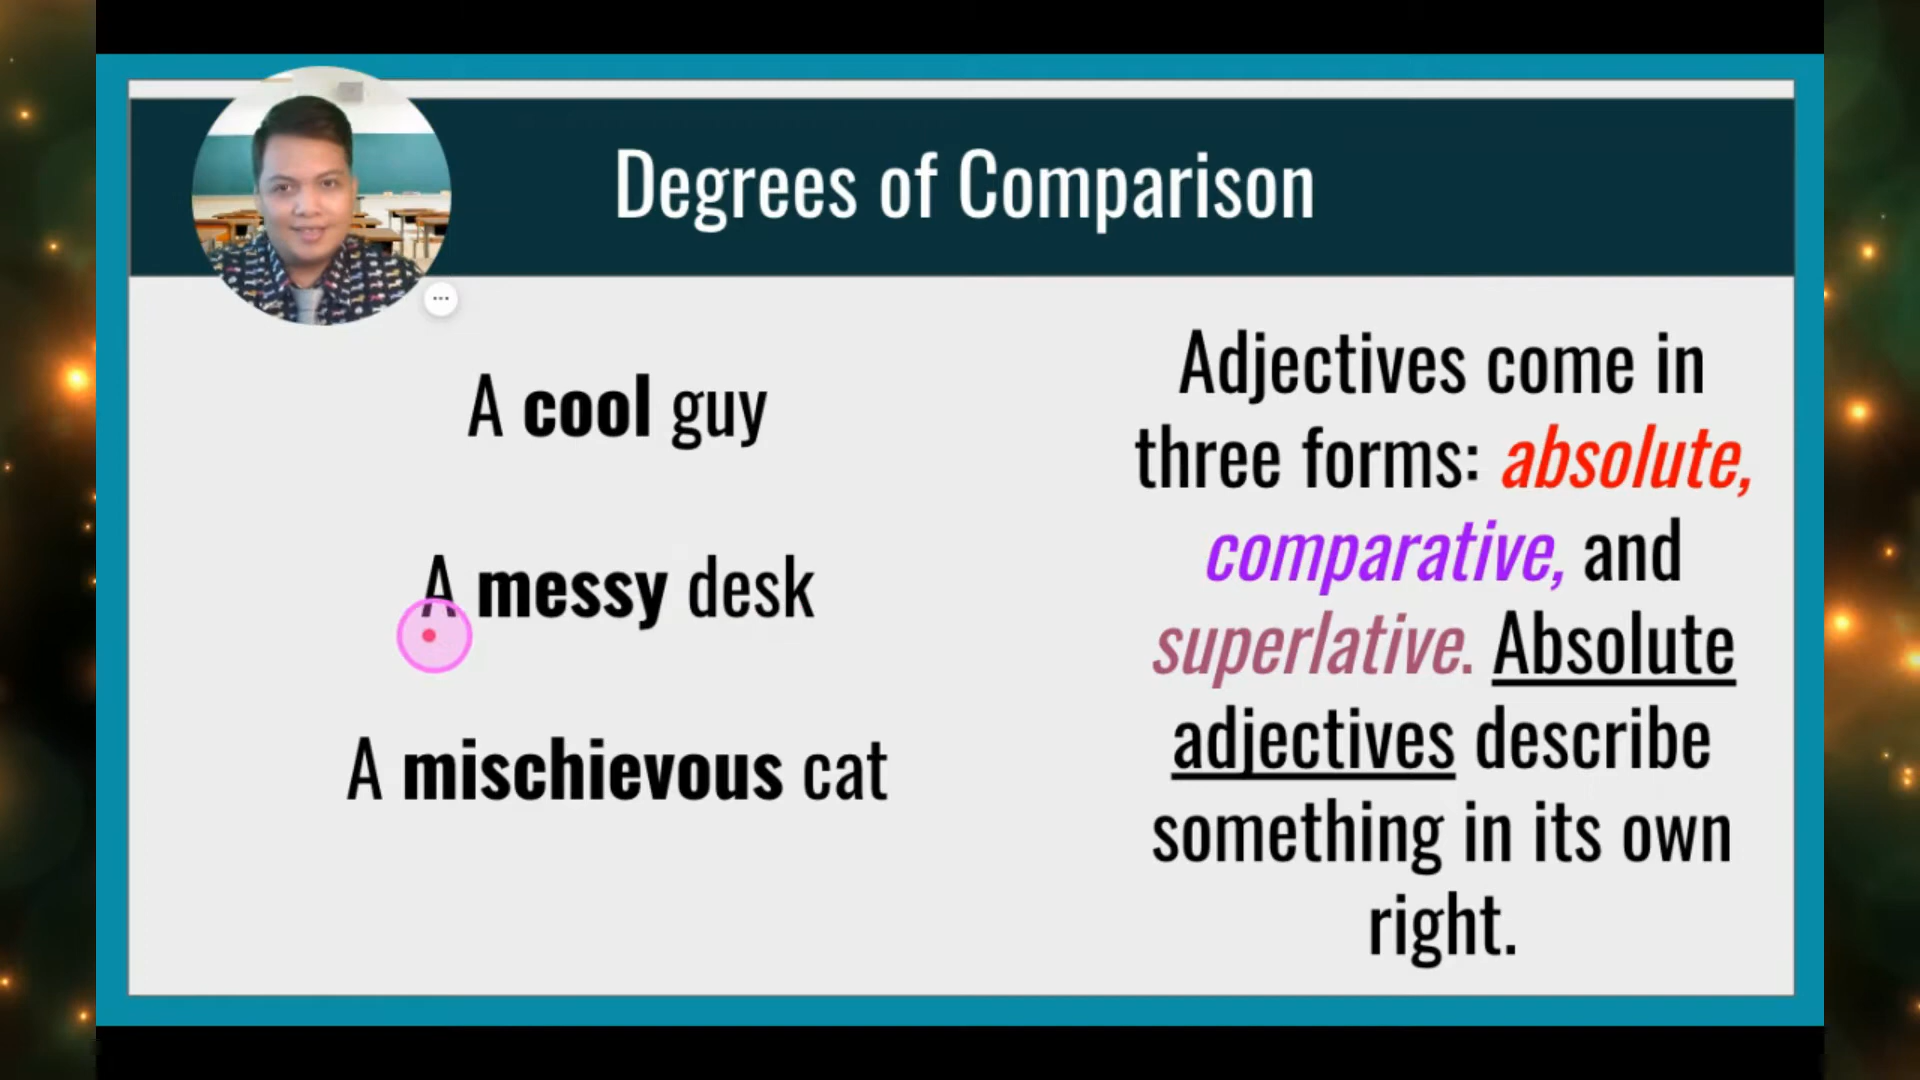 Degrees of Comparison
A cool guy
A messy desk
A mischievous cat
Adjectives come in
three forms: absolute,
comparative, and
superlative. Absolute
adjectives describe
something in its own
right.